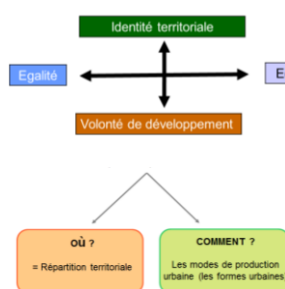 Identité territoriale
Egalité
Volonté de développement
OÙ ?
= Répartition territoriale
COMMENT ?
Les modes de production
urbaine (les formes urbaines)